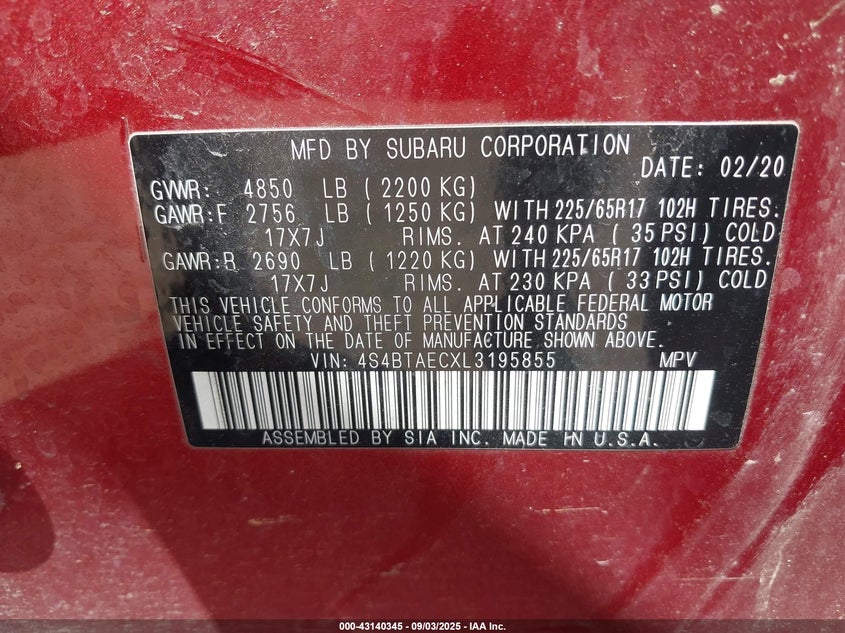 MFD BY SUBARU CORPORATION
DATE: 02/20
GVWR: 4850 LB (2200 KG)
GAWR:F 2756 LB (1250 KG) WITH 225/65R17 102H TIRES.
17X7J RIMS. AT 240 KPA (35 PSI) COLD
GAWR:R 2690 LB (1220 KG) WITH 225/65R17 102H TIRES.
17X7J RIMS. AT 230 KPA (33 PSI) COLD
THIS VEHICLE CONFORMS TO ALL APPLICABLE FEDERAL MOTOR
VEHICLE SAFETY AND THEFT PREVENTION STANDARDS
IN EFFECT ON THE DATE OF MANUFACTURE SHOWN ABOVE.
VIN: 4S4BTAECXL3195855 MPV
ASSEMBLED BY SIA INC. MADE IN U.S.A.
000-43140345 - 09/03/2025 - IAA Inc.